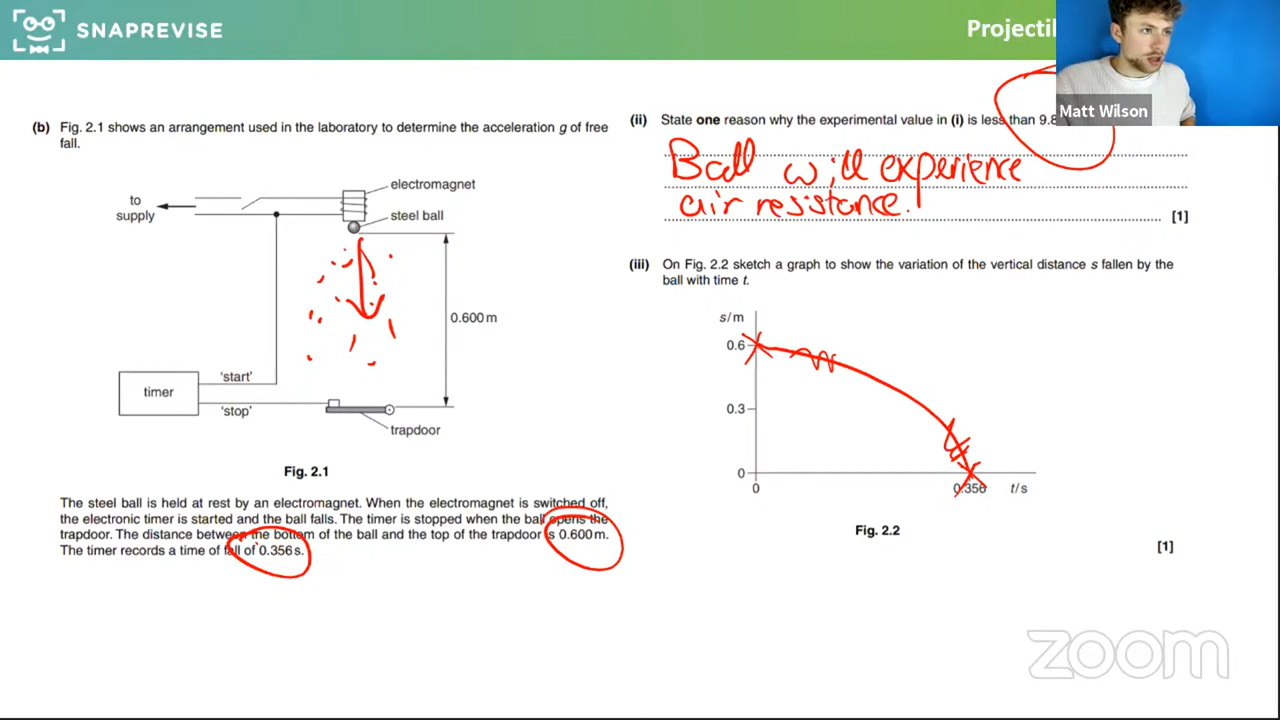 SNAPREVISE
Matt Wilson
(b) Fig. 2.1 shows an arrangement used in the laboratory to determine the acceleration g of free
fall.
to
supply
electromagnet
steel ball
0.600 m
timer
'start'
'stop'
trapdoor
Fig. 2.1
The steel ball is held at rest by an electromagnet. When the electromagnet is switched off,
the electronic timer is started and the ball falls. The timer is stopped when the ball opens the
trapdoor. The distance between the bottom of the ball and the top of the trapdoor is 0.600 m.
The timer records a time of fall of 0.356 s.
(ii) State one reason why the experimental value in (i) is less than 9.8
Ball will experience
air resistance.
[1]
(iii) On Fig. 2.2 sketch a graph to show the variation of the vertical distance s fallen by the
ball with time t.
s/m
0.6
0.3
0
0
0.356
t/s
Fig. 2.2
[1]
zoom